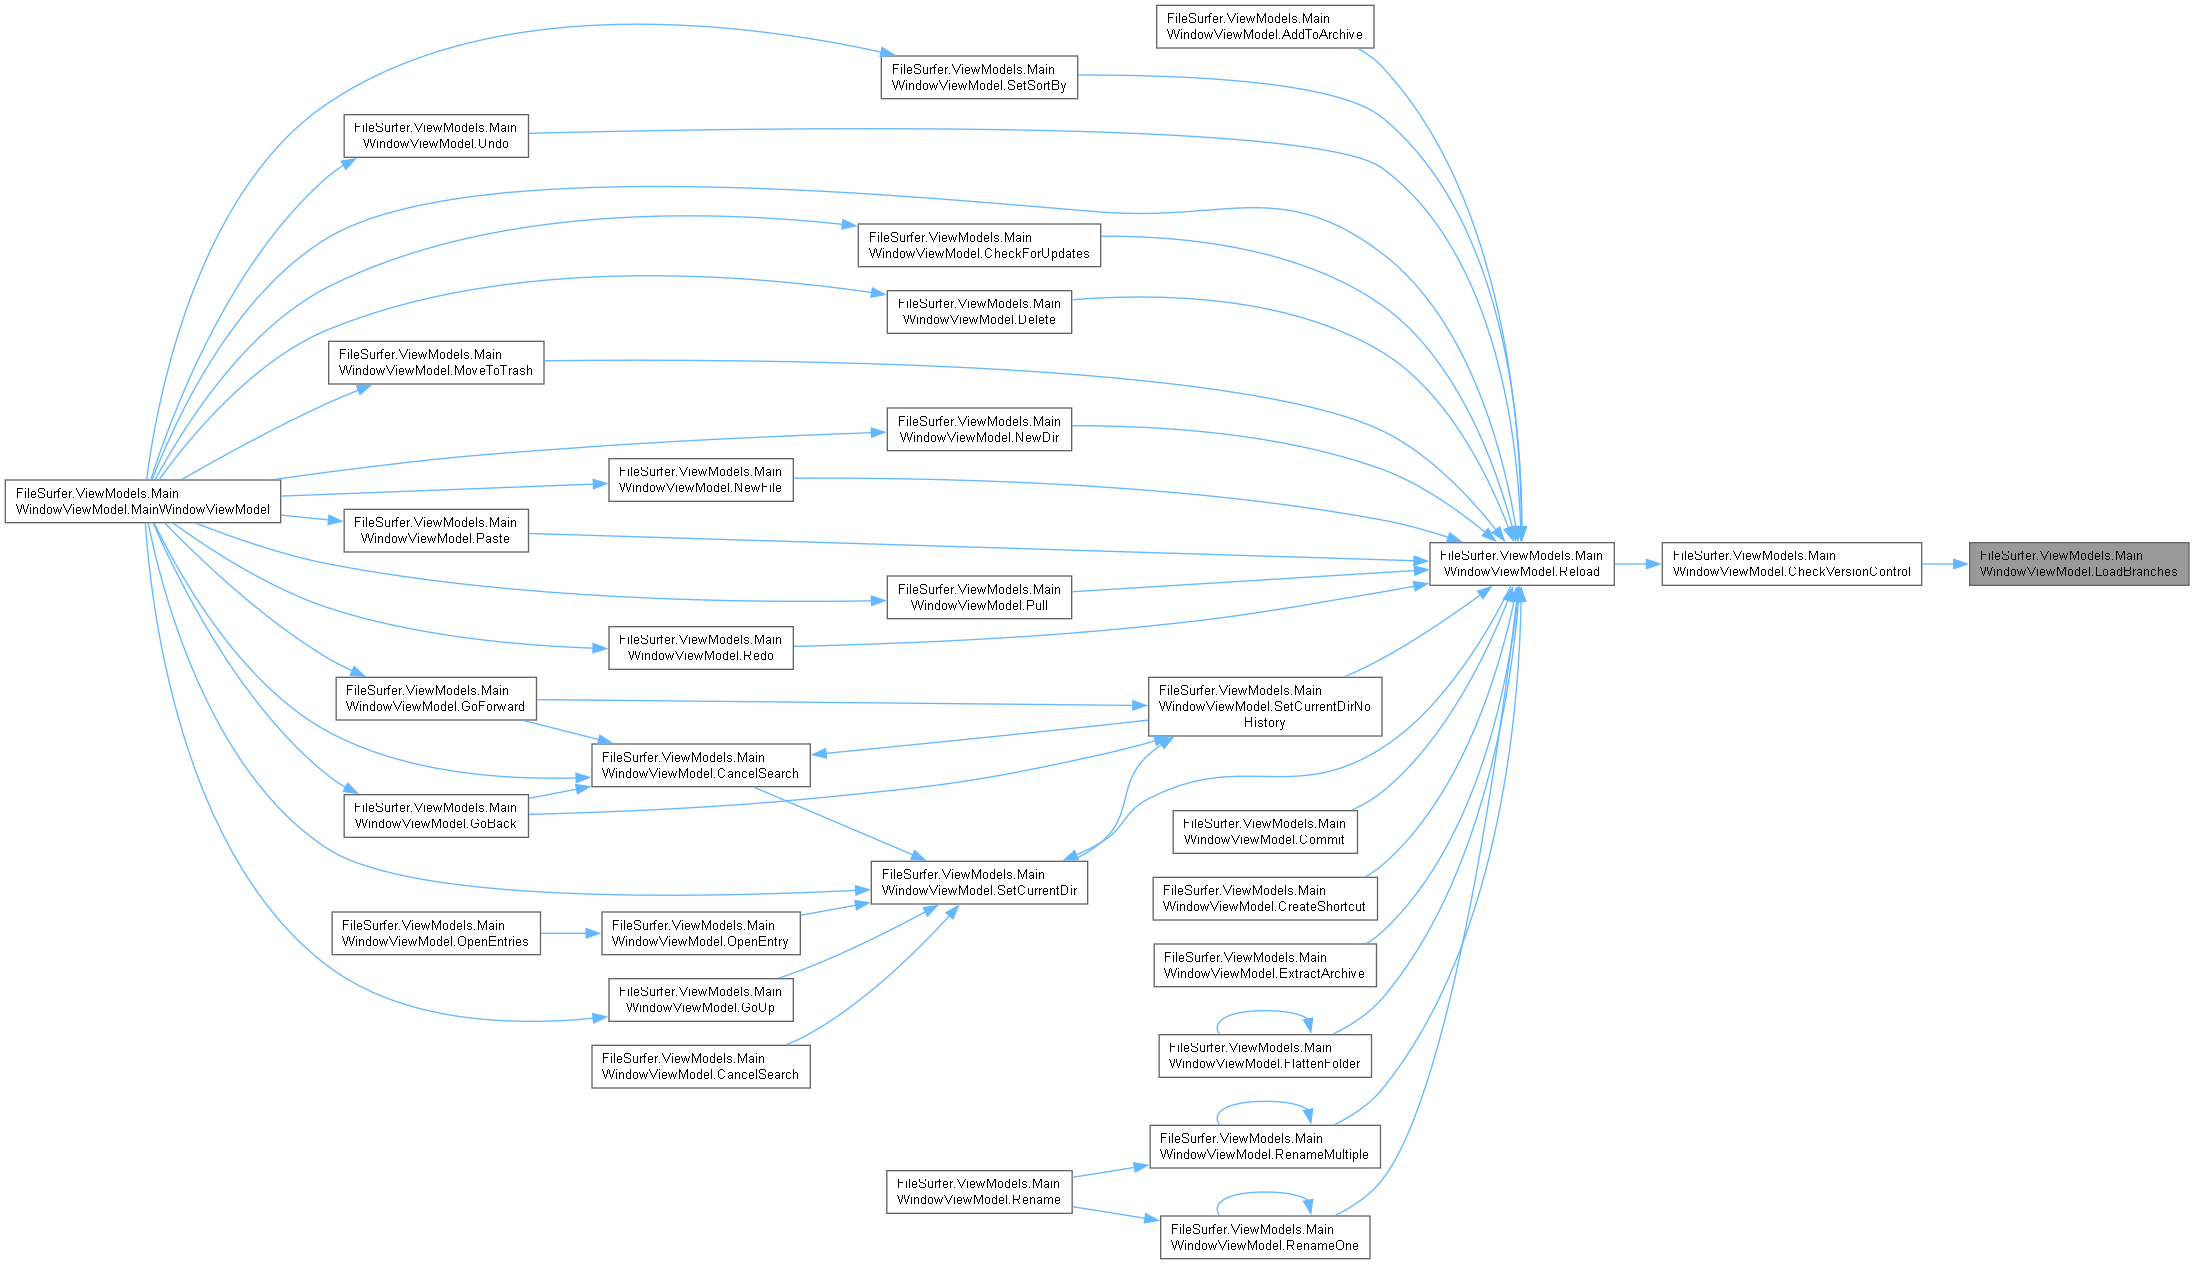 FileSurfer.ViewModels.Main
WindowViewModel.AddToArchive
FileSurfer.ViewModels.Main
WindowViewModel.SetSortBy
FileSurfer.ViewModels.Main
WindowViewModel.Undo
FileSurfer.ViewModels.Main
WindowViewModel.CheckForUpdates
FileSurfer.ViewModels.Main
WindowViewModel.Delete
FileSurfer.ViewModels.Main
WindowViewModel.MoveToTrash
FileSurfer.ViewModels.Main
WindowViewModel.NewDir
FileSurfer.ViewModels.Main
WindowViewModel.NewFile
FileSurfer.ViewModels.Main
WindowViewModel.MainWindowViewModel
FileSurfer.ViewModels.Main
WindowViewModel.Paste
FileSurfer.ViewModels.Main
WindowViewModel.Reload
FileSurfer.ViewModels.Main
WindowViewModel.CheckVersionControl
FileSurfer.ViewModels.Main
WindowViewModel.LoadBranches
FileSurfer.ViewModels.Main
WindowViewModel.Pull
FileSurfer.ViewModels.Main
WindowViewModel.Redo
FileSurfer.ViewModels.Main
WindowViewModel.GoForward
FileSurfer.ViewModels.Main
WindowViewModel.SetCurrentDirNo
History
FileSurfer.ViewModels.Main
WindowViewModel.CancelSearch
FileSurfer.ViewModels.Main
WindowViewModel.GoBack
FileSurfer.ViewModels.Main
WindowViewModel.Commit
FileSurfer.ViewModels.Main
WindowViewModel.SetCurrentDir
FileSurfer.ViewModels.Main
WindowViewModel.CreateShortcut
FileSurfer.ViewModels.Main
WindowViewModel.OpenEntries
FileSurfer.ViewModels.Main
WindowViewModel.OpenEntry
FileSurfer.ViewModels.Main
WindowViewModel.ExtractArchive
FileSurfer.ViewModels.Main
WindowViewModel.GoUp
FileSurfer.ViewModels.Main
WindowViewModel.FlattenFolder
FileSurfer.ViewModels.Main
WindowViewModel.CancelSearch
FileSurfer.ViewModels.Main
WindowViewModel.RenameMultiple
FileSurfer.ViewModels.Main
WindowViewModel.Rename
FileSurfer.ViewModels.Main
WindowViewModel.RenameOne